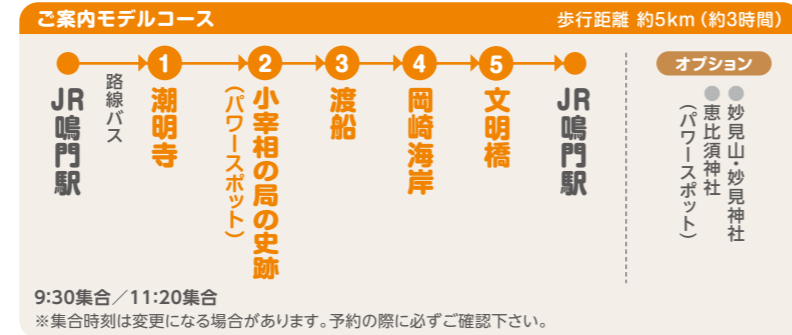 ご案内モデルコース
歩行距離 約5km（約3時間）
JR鳴門駅
路線バス
1
潮明寺
2
小宰相の局の史跡
（パワースポット）
3
渡船
4
岡崎海岸
5
文明橋
JR鳴門駅
オプション
妙見山・妙見神社
恵比須神社
（パワースポット）
9:30集合／11:20集合
※集合時刻は変更になる場合があります。予約の際に必ずご確認下さい。